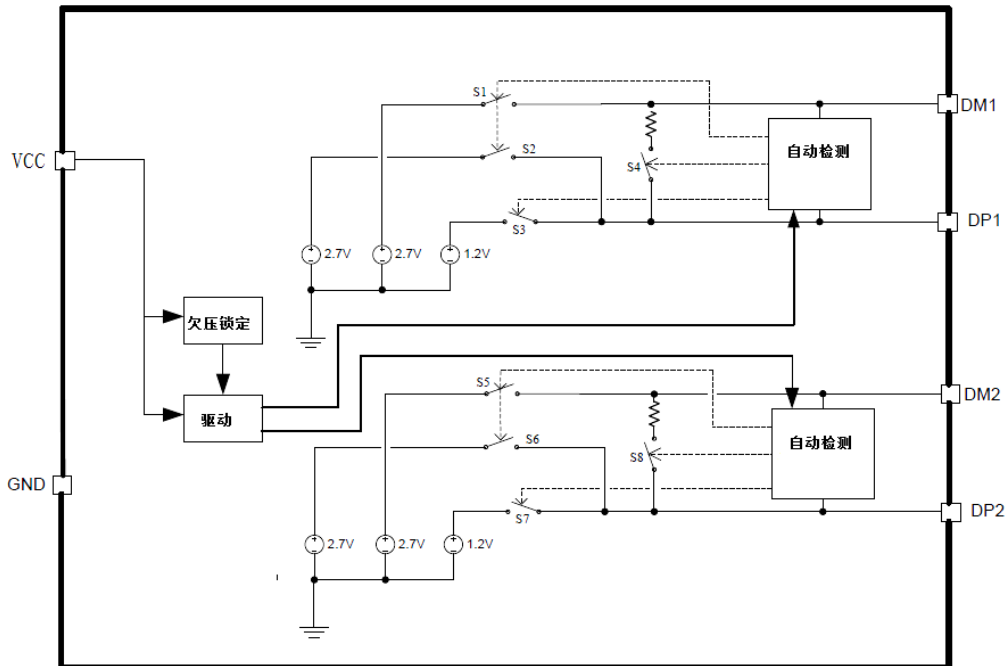 S1
DM1
VCC
S2
S4
自动检测
S3
DP1
2.7V
2.7V
1.2V
欠压锁定
驱动
S5
DM2
S6
S8
自动检测
GND
S7
DP2
2.7V
2.7V
1.2V